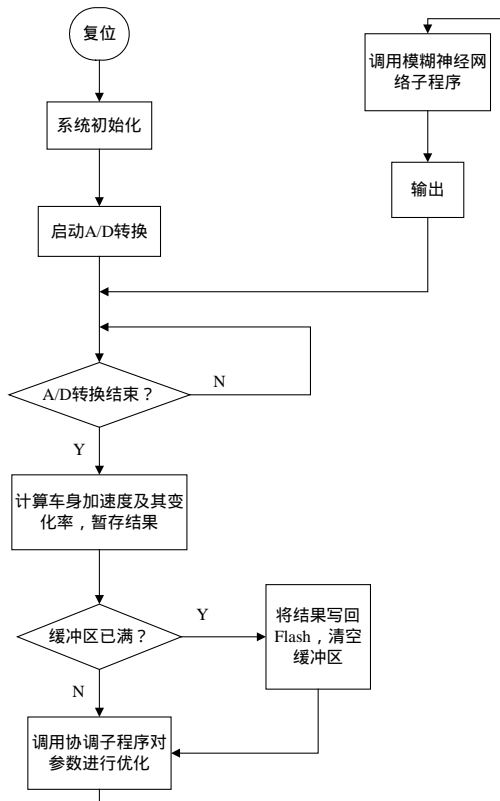 复位
系统初始化
启动A/D转换
A/D转换结束？
N
Y
计算车身加速度及其变
化率，暂存结果
缓冲区已满？
Y
N
将结果写回
Flash，清空
缓冲区
调用协调子程序对
参数进行优化
调用模糊神经网
络子程序
输出